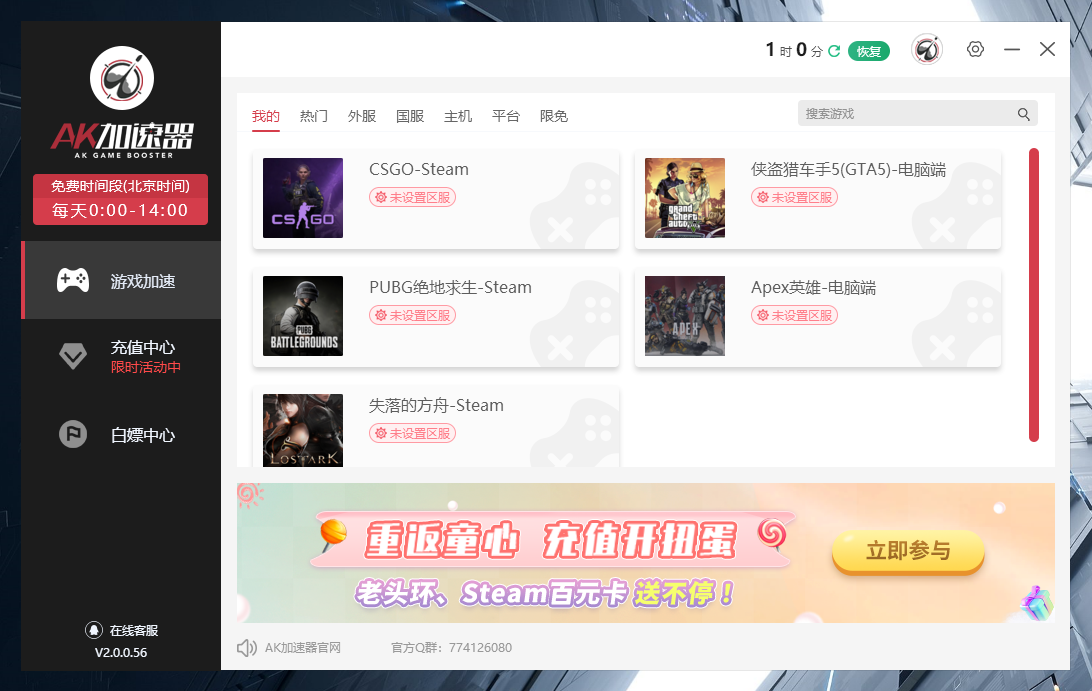 1 时 0 分 恢复
AK加速器
AK GAME BOOSTER
免费时间段(北京时间)
每天0:00-14:00
游戏加速
充值中心
限时活动中
白嫖中心
在线客服
V2.0.0.56
我的 热门 外服 国服 主机 平台 限免
搜索游戏
CSGO-Steam
未设置区服
CS GO
侠盗猎车手5(GTA5)-电脑端
未设置区服
grand
theft
auto
PUBG绝地求生-Steam
未设置区服
PUBG
BATTLEGROUNDS
Apex英雄-电脑端
未设置区服
APEX
失落的方舟-Steam
未设置区服
LOSTARK
重返童心 充值开扭蛋
老头环、Steam百元卡 送不停！
立即参与
AK加速器官网
官方Q群：774126080